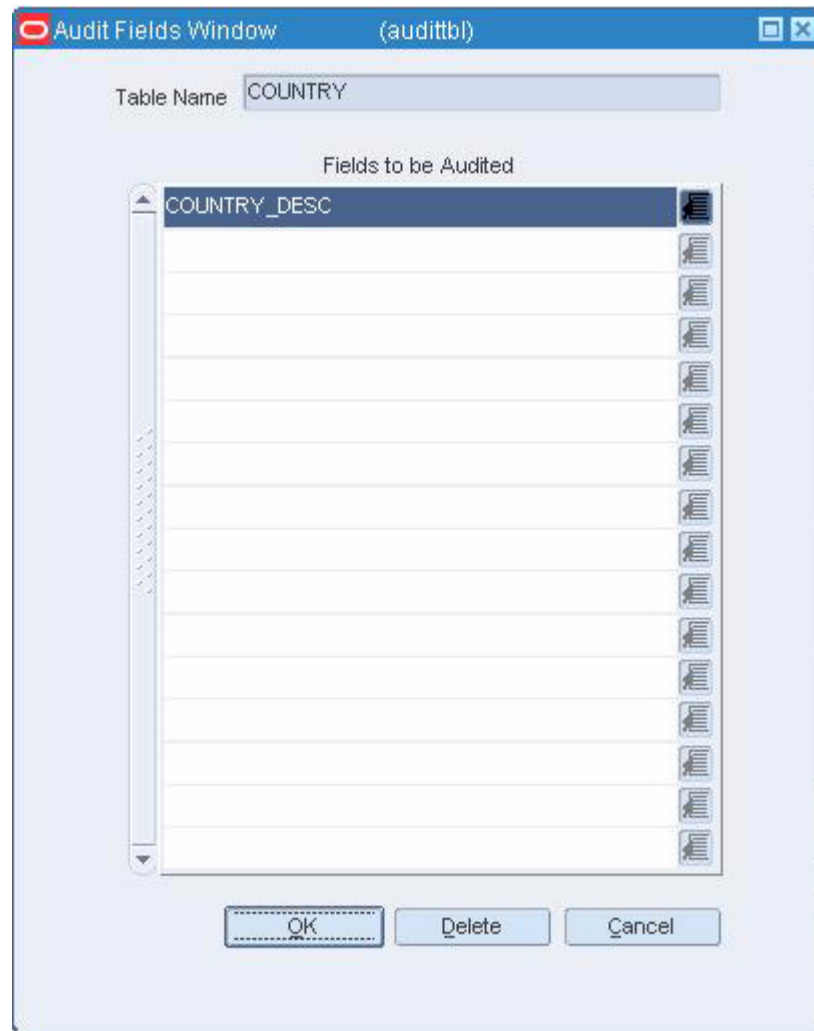 Audit Fields Window (audittbl)
Table Name COUNTRY
Fields to be Audited
COUNTRY_DESC
OK Delete Cancel